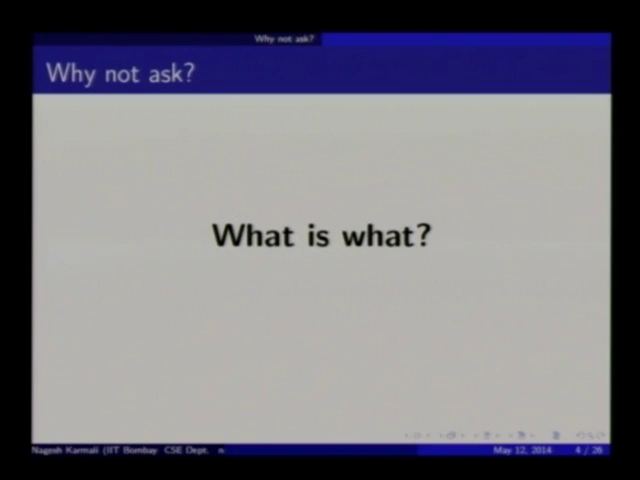 Why not ask?
Why not ask?
What is what?
Nagesh Karmali (IIT Bombay CSE Dept. n May 12, 2014 4 / 26